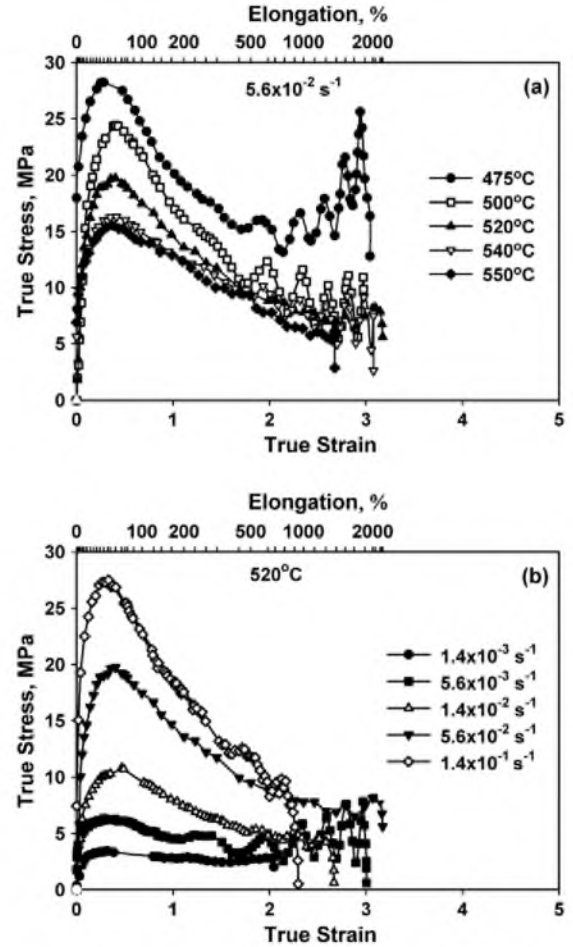 Elongation, %
0 100 200 500 1000 2000
30 25 20 15 10 5 0
True Stress, MPa
5.6x10⁻² s⁻¹
(a)
475°C
500°C
520°C
540°C
550°C
0 1 2 3 4 5
True Strain
Elongation, %
0 100 200 500 1000 2000
30 25 20 15 10 5 0
True Stress, MPa
520°C
(b)
1.4x10⁻³ s⁻¹
5.6x10⁻³ s⁻¹
1.4x10⁻² s⁻¹
5.6x10⁻² s⁻¹
1.4x10⁻¹ s⁻¹
0 1 2 3 4 5
True Strain